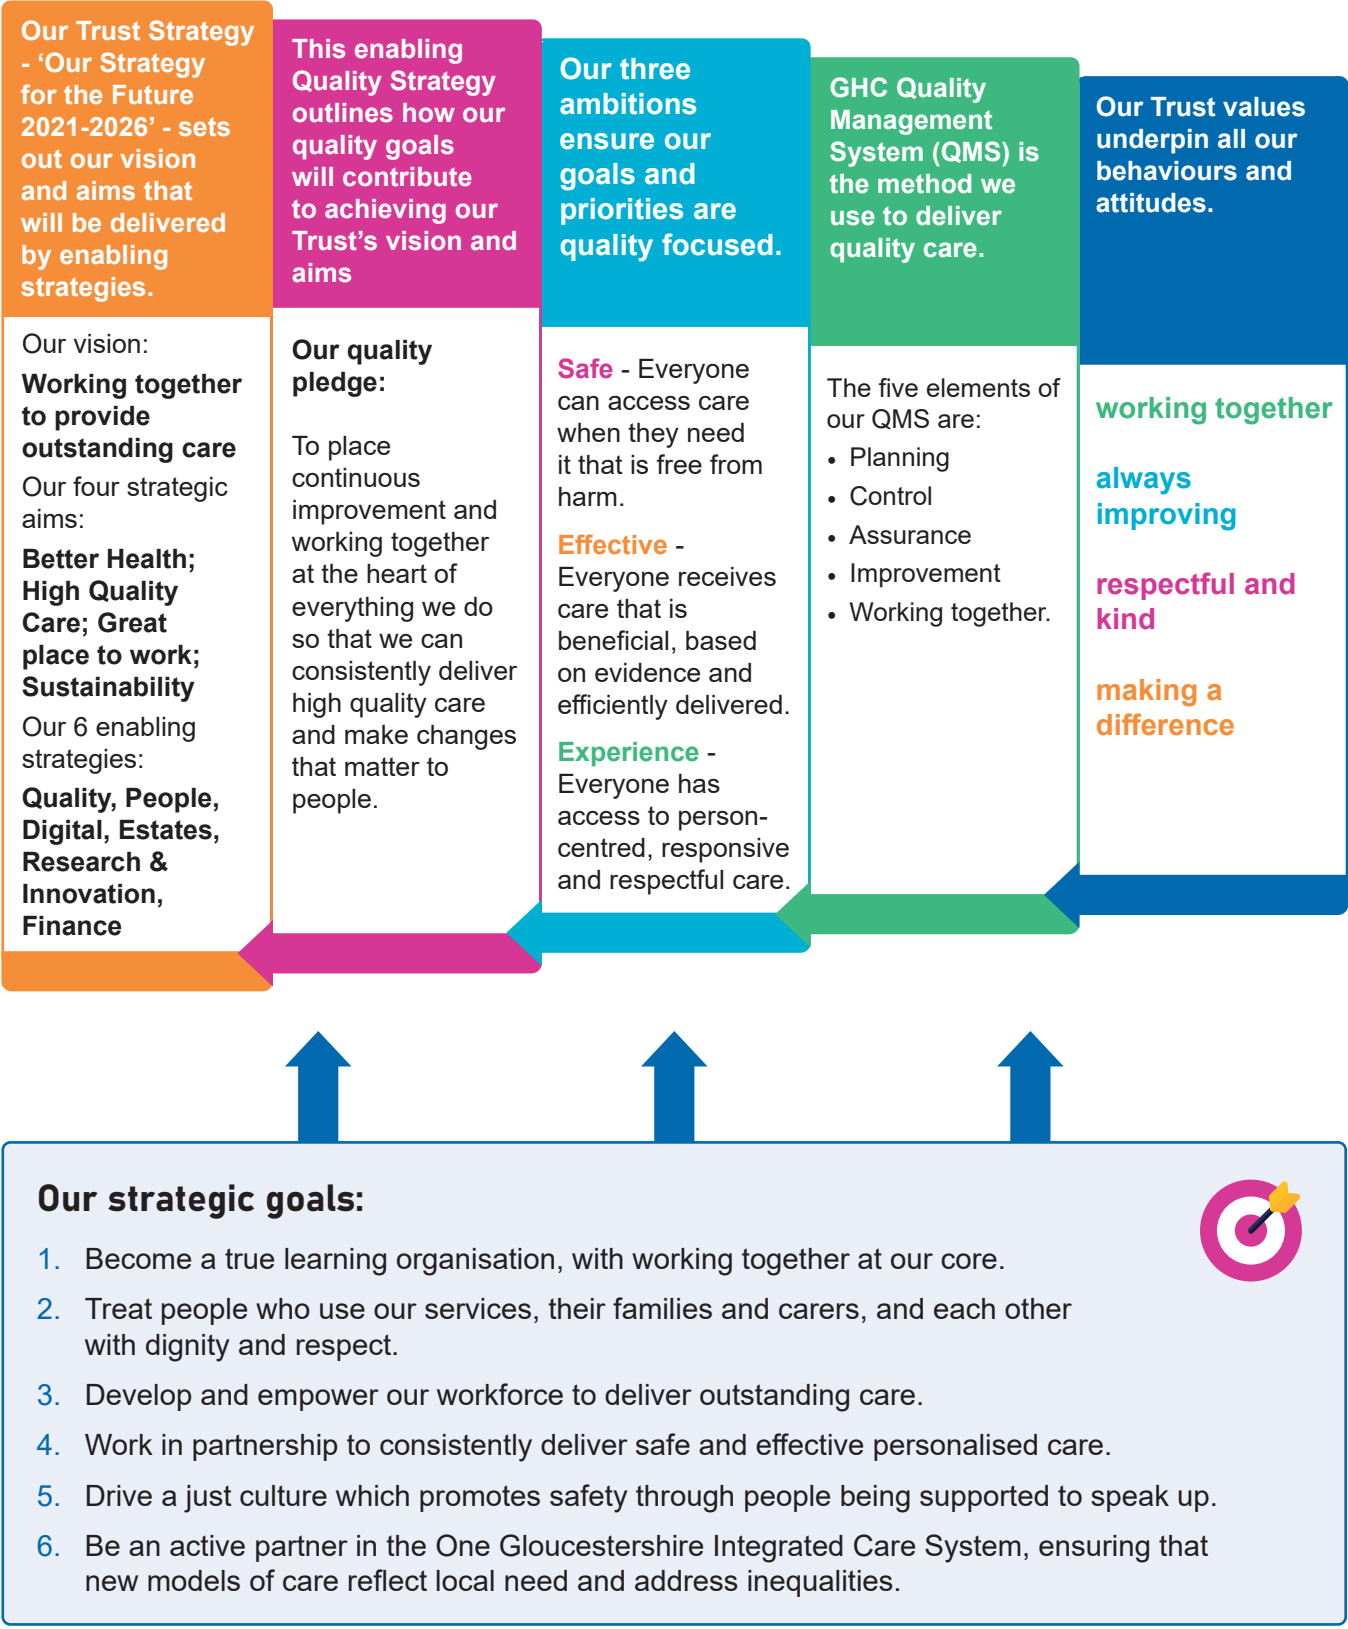 Our Trust Strategy
- ‘Our Strategy
for the Future
2021-2026’ - sets
out our vision
and aims that
will be delivered
by enabling
strategies.
Our vision:
Working together
to provide
outstanding care
Our four strategic
aims:
Better Health;
High Quality
Care; Great
place to work;
Sustainability
Our 6 enabling
strategies:
Quality, People,
Digital, Estates,
Research &
Innovation,
Finance
This enabling
Quality Strategy
outlines how our
quality goals
will contribute
to achieving our
Trust’s vision and
aims
Our quality
pledge:
To place
continuous
improvement and
working together
at the heart of
everything we do
so that we can
consistently deliver
high quality care
and make changes
that matter to
people.
Our three
ambitions
ensure our
goals and
priorities are
quality focused.
Safe - Everyone
can access care
when they need
it that is free from
harm.
Effective -
Everyone receives
care that is
beneficial, based
on evidence and
efficiently delivered.
Experience -
Everyone has
access to person-
centred, responsive
and respectful care.
GHC Quality
Management
System (QMS) is
the method we
use to deliver
quality care.
The five elements of
our QMS are:
• Planning
• Control
• Assurance
• Improvement
• Working together.
Our Trust values
underpin all our
behaviours and
attitudes.
working together
always
improving
respectful and
kind
making a
difference
Our strategic goals:
1. Become a true learning organisation, with working together at our core.
2. Treat people who use our services, their families and carers, and each other
with dignity and respect.
3. Develop and empower our workforce to deliver outstanding care.
4. Work in partnership to consistently deliver safe and effective personalised care.
5. Drive a just culture which promotes safety through people being supported to speak up.
6. Be an active partner in the One Gloucestershire Integrated Care System, ensuring that
new models of care reflect local need and address inequalities.